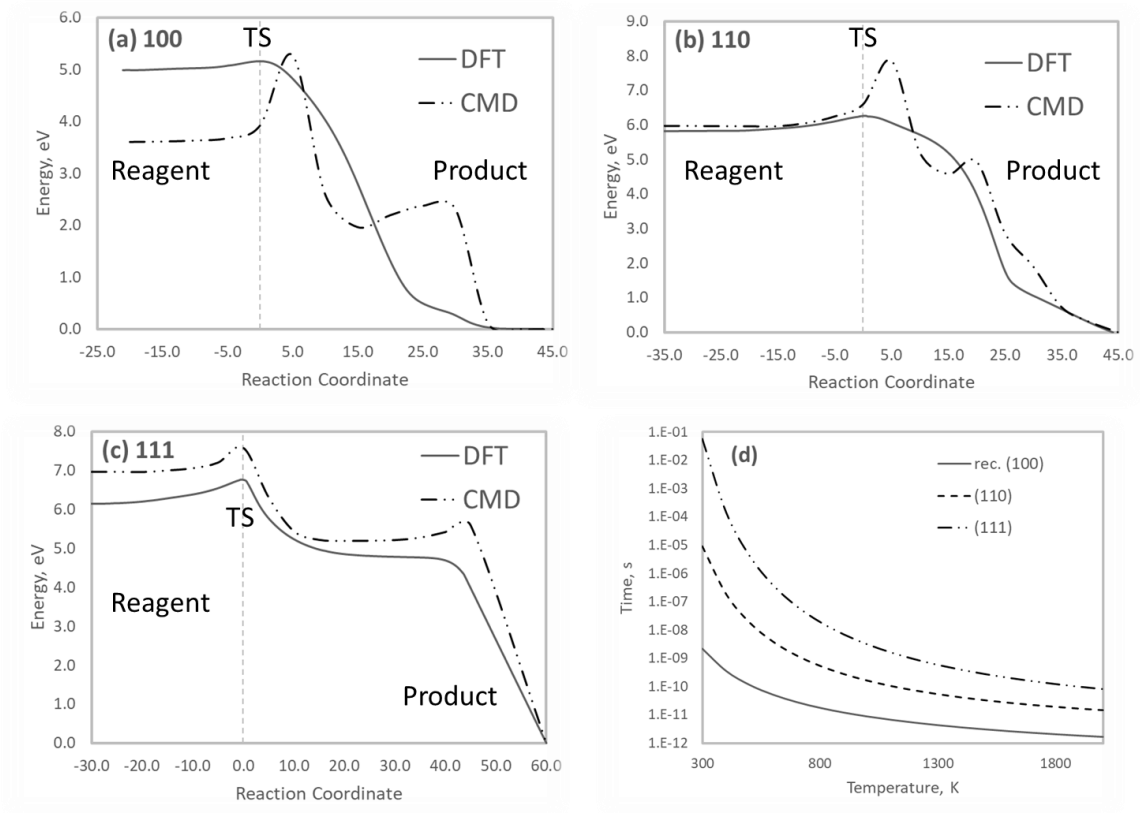 (a) 100
TS
DFT
CMD
Reagent
Product
Energy, eV
6.0
5.0
4.0
3.0
2.0
1.0
0.0
-25.0 -15.0 -5.0 5.0 15.0 25.0 35.0 45.0
Reaction Coordinate
(b) 110
TS
DFT
CMD
Reagent
Product
Energy, eV
9.0
8.0
7.0
6.0
5.0
4.0
3.0
2.0
1.0
0.0
-35.0 -25.0 -15.0 -5.0 5.0 15.0 25.0 35.0 45.0
Reaction Coordinate
(c) 111
TS
DFT
CMD
Reagent
Product
Energy, eV
8.0
7.0
6.0
5.0
4.0
3.0
2.0
1.0
0.0
-30.0 -20.0 -10.0 0.0 10.0 20.0 30.0 40.0 50.0 60.0
Reaction Coordinate
(d)
rec. (100)
(110)
(111)
Time, s
1.E-01
1.E-02
1.E-03
1.E-04
1.E-05
1.E-06
1.E-07
1.E-08
1.E-09
1.E-10
1.E-11
1.E-12
300 800 1300 1800
Temperature, K